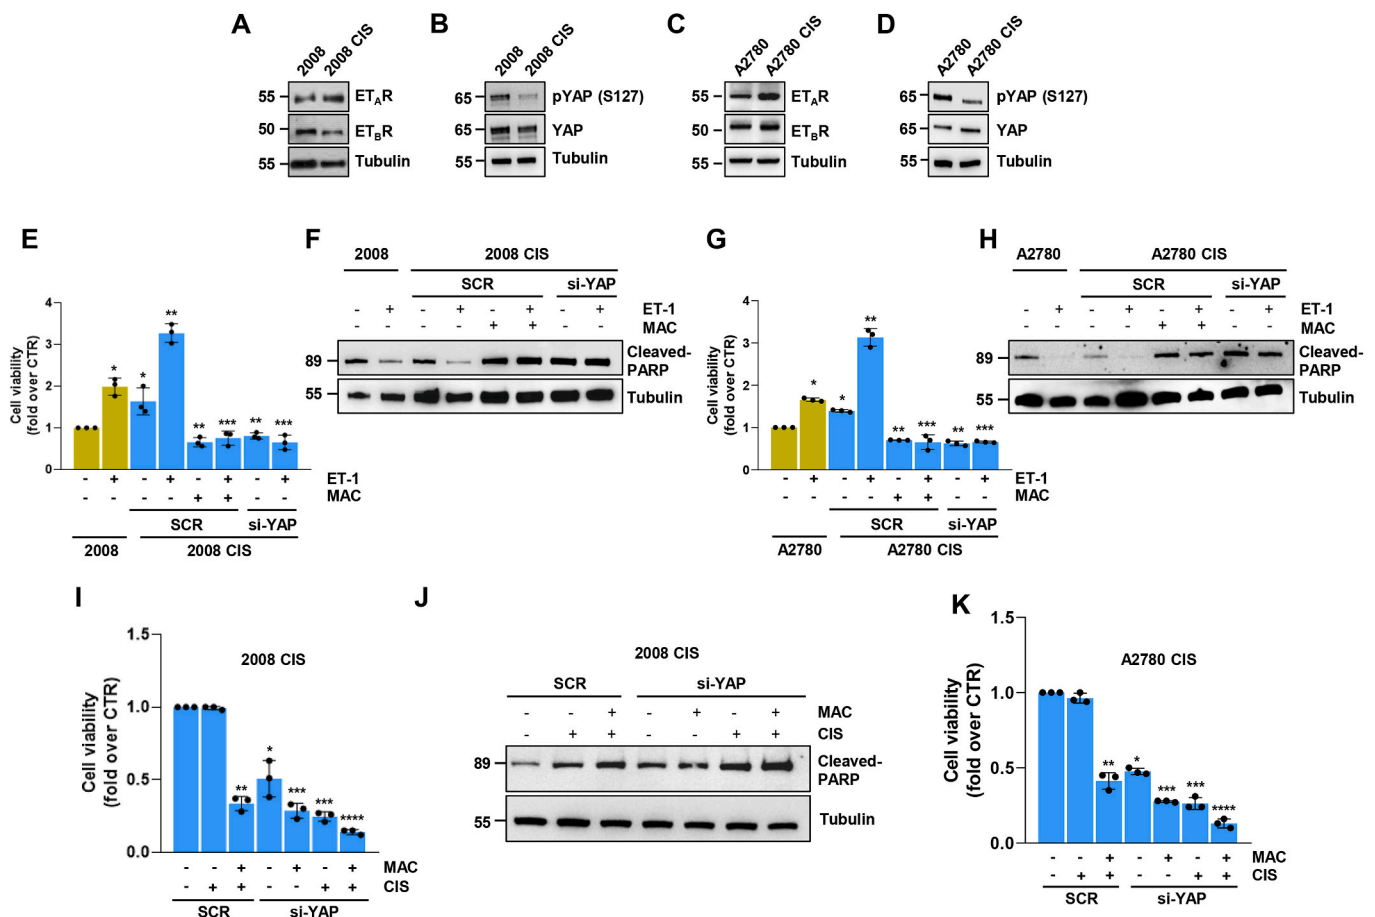 A
2008
2008 CIS
55
ET_AR
50
ET_BR
55
Tubulin
B
2008
2008 CIS
65
pYAP (S127)
65
YAP
55
Tubulin
C
A2780
A2780 CIS
55
ET_AR
50
ET_BR
55
Tubulin
D
A2780
A2780 CIS
65
pYAP (S127)
65
YAP
55
Tubulin
E
Cell viability
(fold over CTR)
4
3
2
1
0
* * ** ** *** ** ***
- + - + - + - + ET-1
- - - - + + - - MAC
SCR si-YAP
2008 2008 CIS
F
2008 2008 CIS
SCR si-YAP
- + - + - + - + ET-1
- - - - + + - - MAC
89 Cleaved-
PARP
55 Tubulin
G
Cell viability
(fold over CTR)
4
3
2
1
0
* * ** ** *** ** ***
- + - + - + - + ET-1
- - - - + + - - MAC
SCR si-YAP
A2780 A2780 CIS
H
A2780 A2780 CIS
SCR si-YAP
- + - + - + - + ET-1
- - - - + + - - MAC
89 Cleaved-
PARP
55 Tubulin
I
2008 CIS
Cell viability
(fold over CTR)
1.5
1.0
0.5
0.0
** * *** *** ****
- - + - + - + MAC
- + + - - + + CIS
SCR si-YAP
J
2008 CIS
SCR si-YAP
- - + - + - + MAC
- + + - - + + CIS
89 Cleaved-
PARP
55 Tubulin
K
A2780 CIS
Cell viability
(fold over CTR)
1.5
1.0
0.5
0.0
** * *** *** ****
- - + - + - + MAC
- + + - - + + CIS
SCR si-YAP